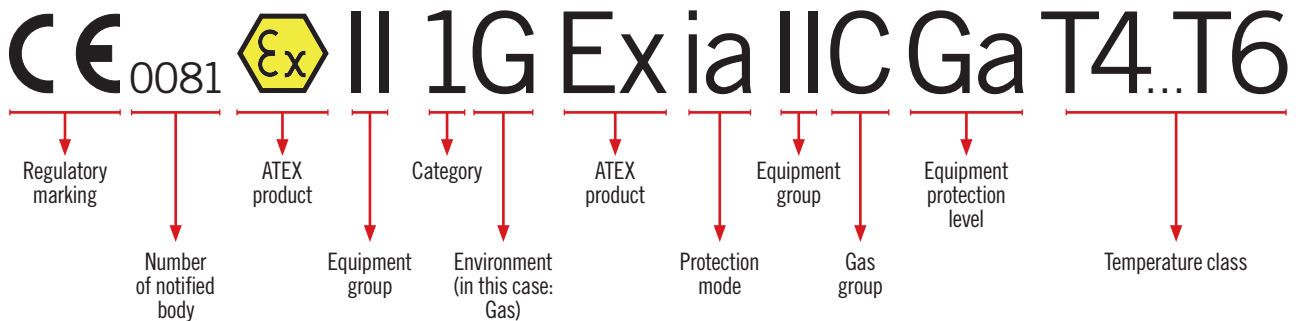 CE 0081 Ex II 1G Ex ia IIC Ga T4...T6
Regulatory
marking
ATEX
product
Category
ATEX
product
Equipment
group
Equipment
protection
level
Number
of notified
body
Equipment
group
Environment
(in this case:
Gas)
Protection
mode
Gas
group
Temperature class